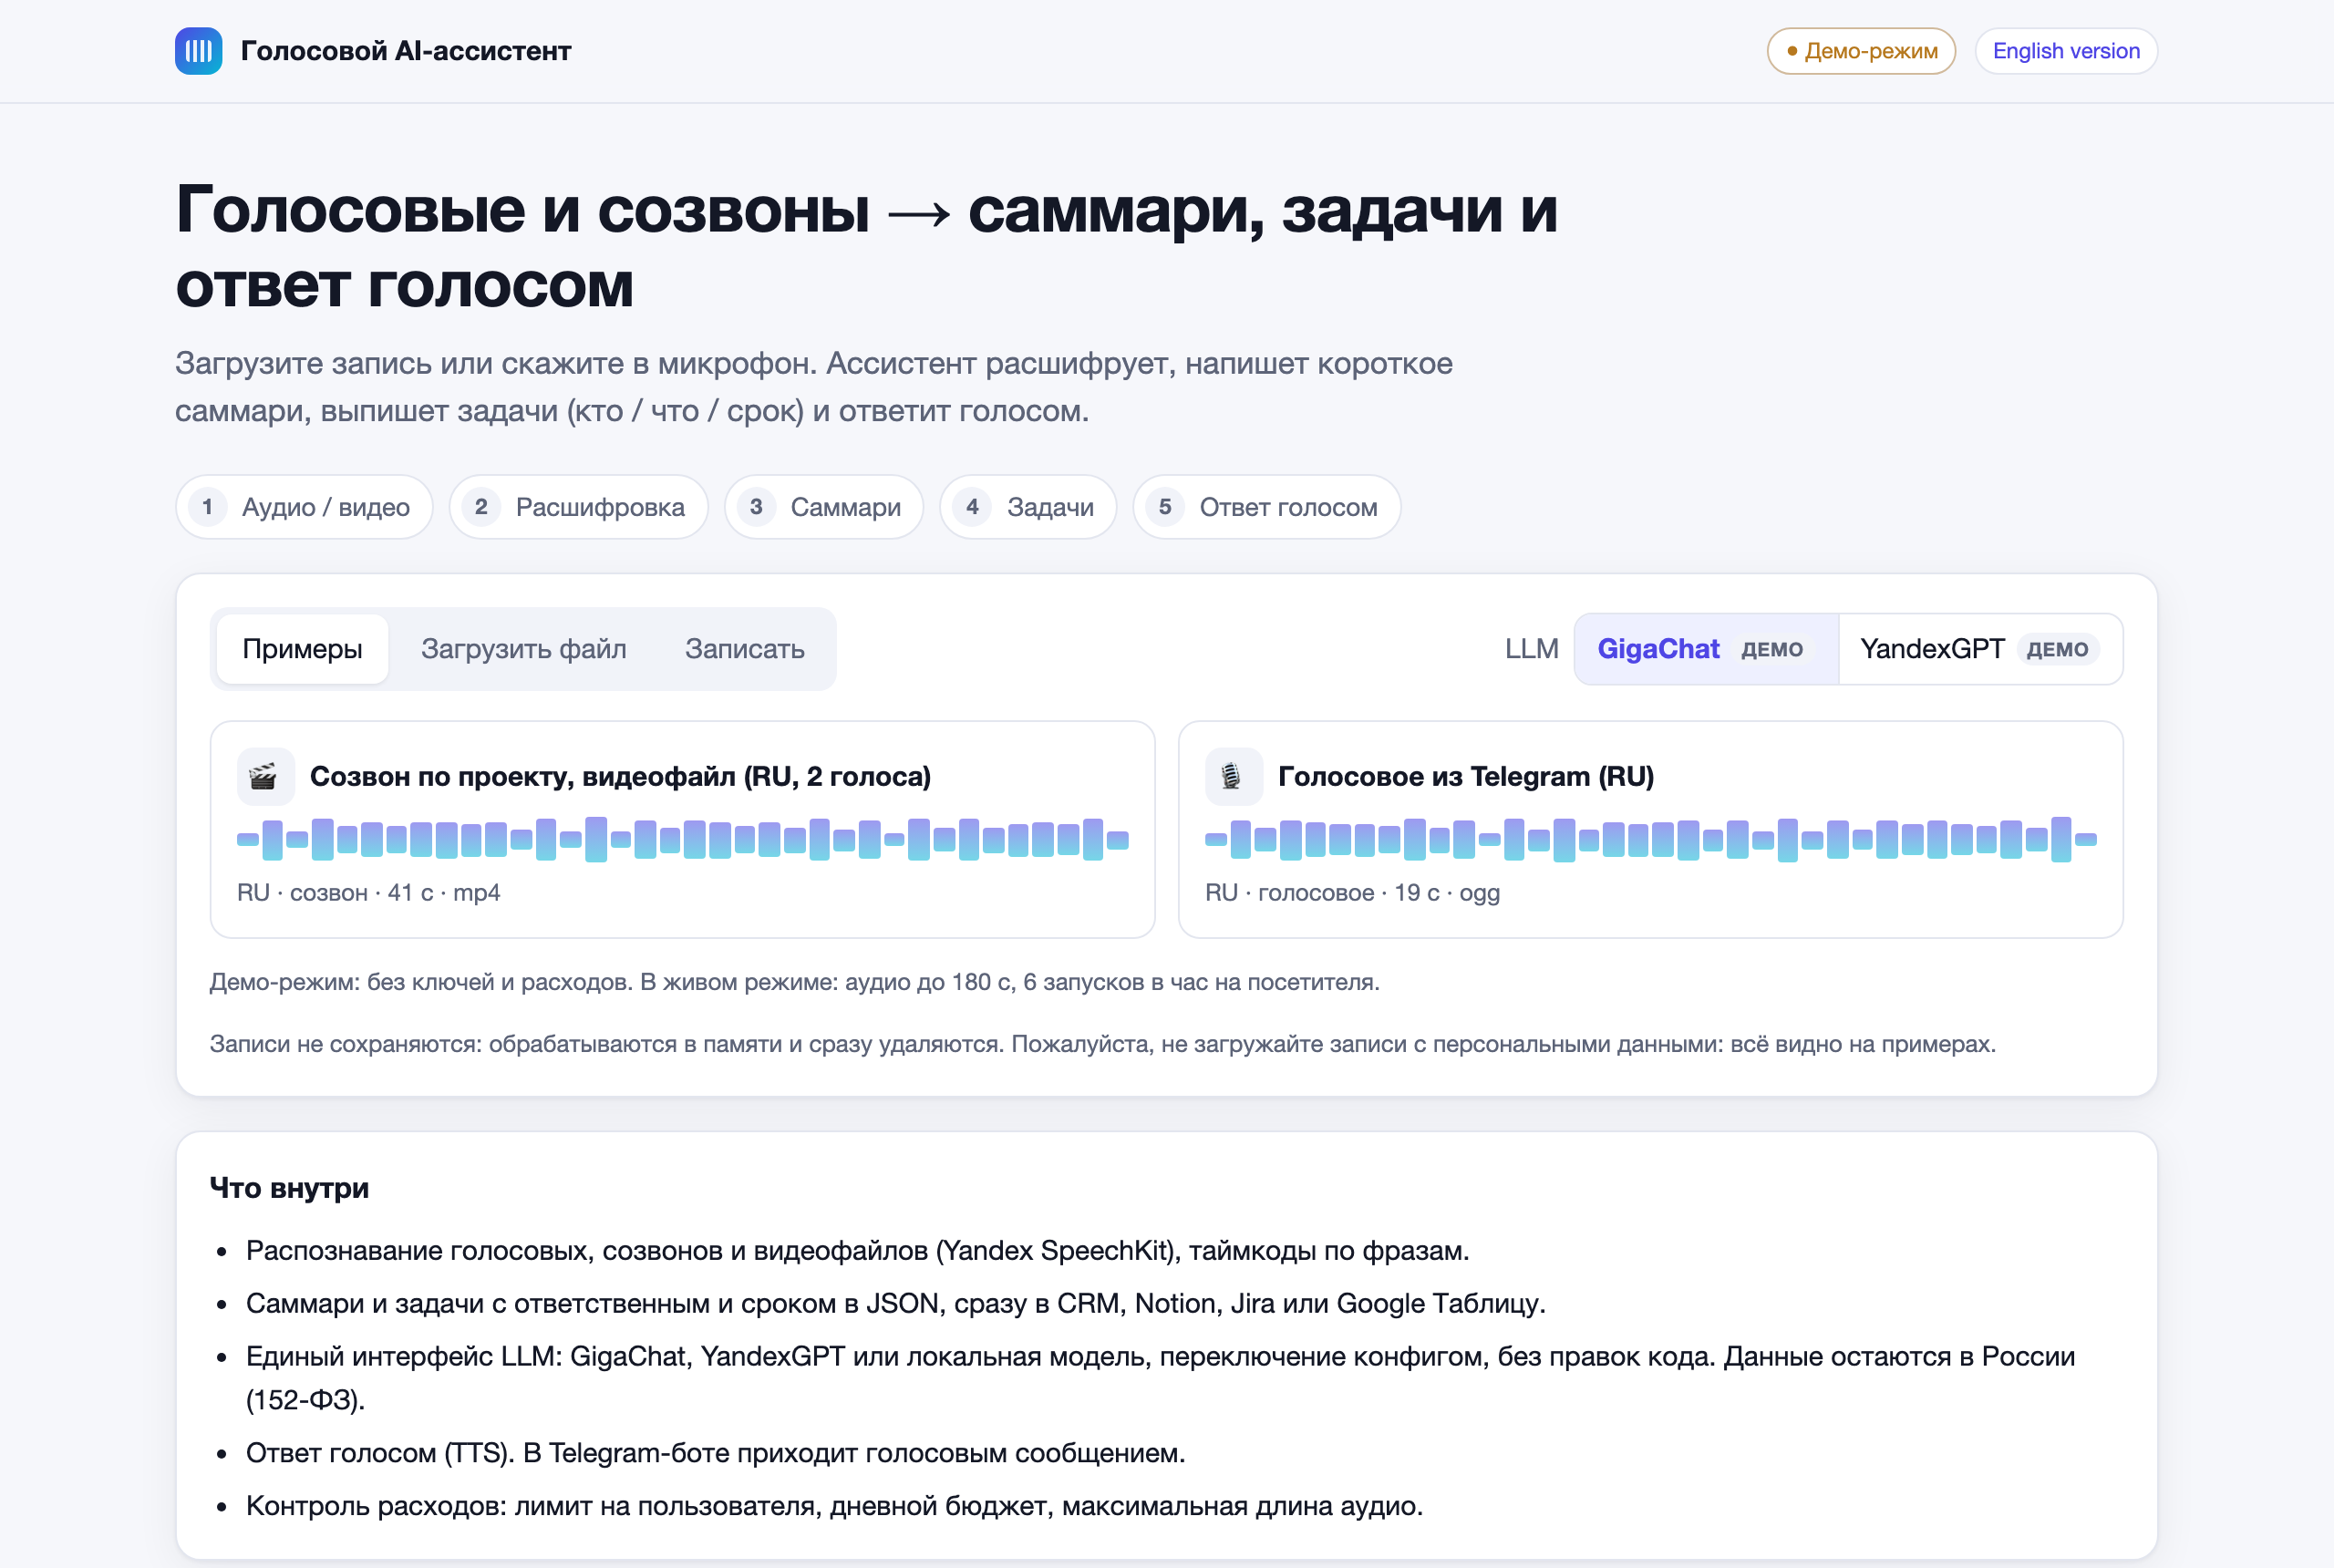 Голосовой AI-ассистент
Демо-режим
English version
Голосовые и созвоны → саммари, задачи и
ответ голосом
Загрузите запись или скажите в микрофон. Ассистент расшифрует, напишет короткое
саммари, выпишет задачи (кто / что / срок) и ответит голосом.
1 Аудио / видео
2 Расшифровка
3 Саммари
4 Задачи
5 Ответ голосом
Примеры
Загрузить файл
Записать
LLM
GigaChat ДЕМО
YandexGPT ДЕМО
Созвон по проекту, видеофайл (RU, 2 голоса)
RU · созвон · 41 с · mp4
Голосовое из Telegram (RU)
RU · голосовое · 19 с · ogg
Демо-режим: без ключей и расходов. В живом режиме: аудио до 180 с, 6 запусков в час на посетителя.
Записи не сохраняются: обрабатываются в памяти и сразу удаляются. Пожалуйста, не загружайте записи с персональными данными: всё видно на примерах.
Что внутри
• Распознавание голосовых, созвонов и видеофайлов (Yandex SpeechKit), таймкоды по фразам.
• Саммари и задачи с ответственным и сроком в JSON, сразу в CRM, Notion, Jira или Google Таблицу.
• Единый интерфейс LLM: GigaChat, YandexGPT или локальная модель, переключение конфигом, без правок кода. Данные остаются в России
(152-ФЗ).
• Ответ голосом (TTS). В Telegram-боте приходит голосовым сообщением.
• Контроль расходов: лимит на пользователя, дневной бюджет, максимальная длина аудио.